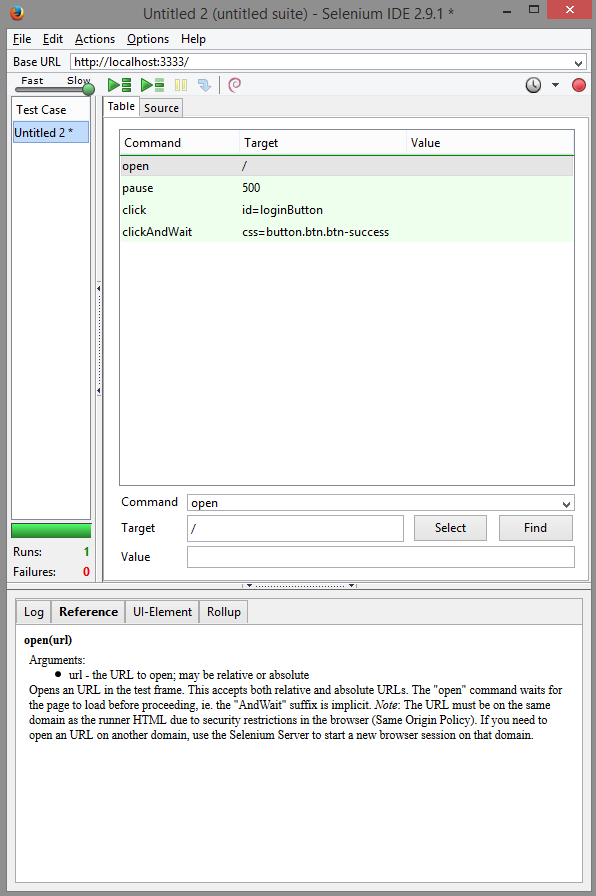 Untitled 2 (untitled suite) - Selenium IDE 2.9.1 *
File Edit Actions Options Help
Base URL http://localhost:3333/
Fast Slow
Test Case
Untitled 2 *
Runs: 1
Failures: 0
Table Source
Command Target Value
open /
pause 500
click id=loginButton
clickAndWait css=button.btn.btn-success
Command open
Target / Select Find
Value
Log Reference UI-Element Rollup
open(url)
Arguments:
• url - the URL to open; may be relative or absolute
Opens an URL in the test frame. This accepts both relative and absolute URLs. The "open" command waits for
the page to load before proceeding, ie. the "AndWait" suffix is implicit. Note: The URL must be on the same
domain as the runner HTML due to security restrictions in the browser (Same Origin Policy). If you need to
open an URL on another domain, use the Selenium Server to start a new browser session on that domain.